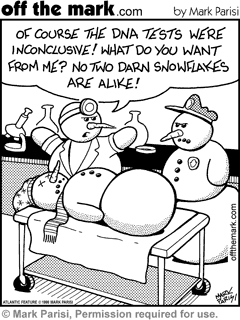 off the mark.com by Mark Parisi
OF COURSE THE DNA TESTS WERE
INCONCLUSIVE! WHAT DO YOU WANT
FROM ME? NO TWO DARN SNOWFLAKES
ARE ALIKE!
offthemark.com
MARK PARISI
ATLANTIC FEATURE © 1996 MARK PARISI
© Mark Parisi, Permission required for use.